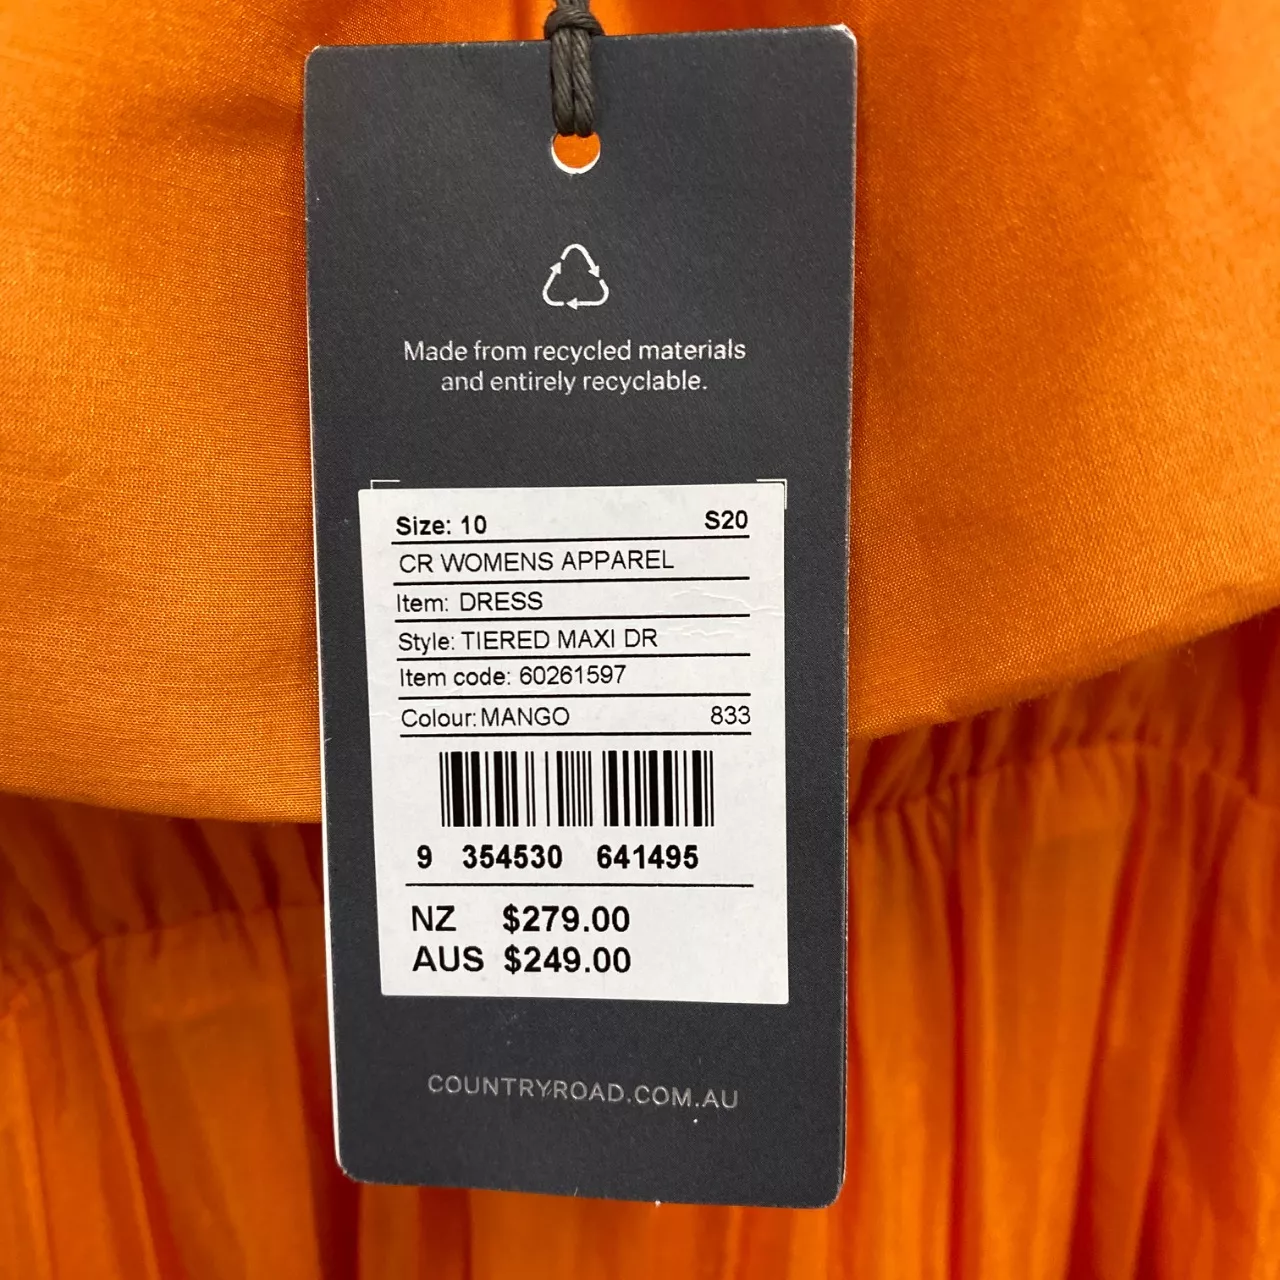 Made from recycled materials
and entirely recyclable.
Size: 10 S20
CR WOMENS APPAREL
Item: DRESS
Style: TIERED MAXI DR
Item code: 60261597
Colour: MANGO 833
9 354530 641495
NZ $279.00
AUS $249.00
COUNTRYROAD.COM.AU